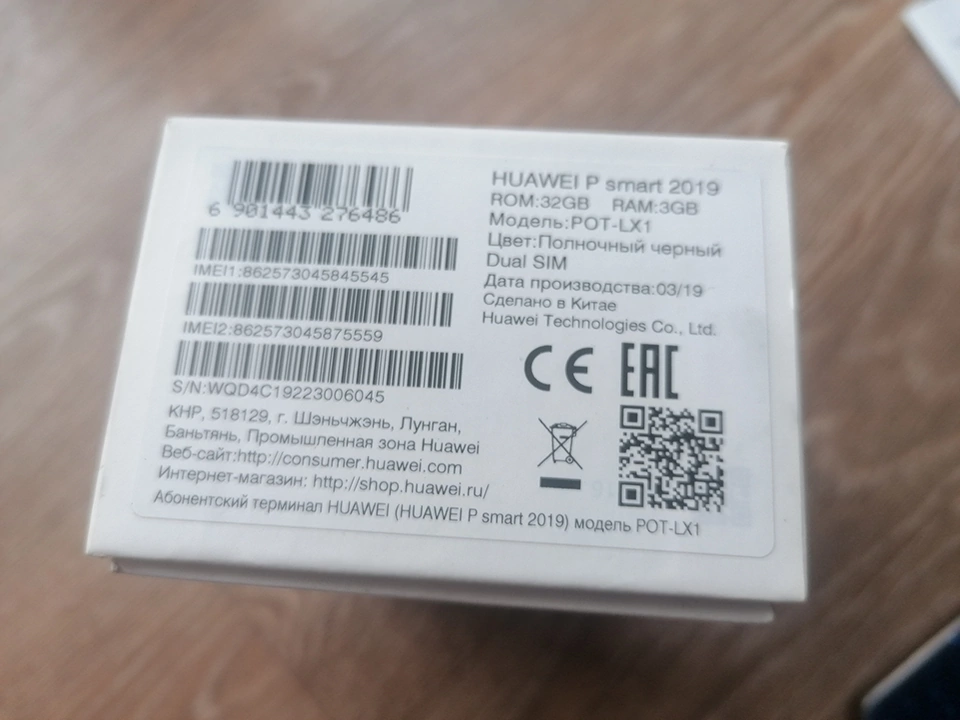 6 901443 276486
IMEI1:862573045845545
IMEI2:862573045875559
S/N:WQD4C19223006045
КНР, 518129, г. Шэньчжэнь, Лунган,
Баньтянь, Промышленная зона Huawei
Веб-сайт:http://consumer.huawei.com
Интернет-магазин: http://shop.huawei.ru/
HUAWEI P smart 2019
ROM:32GB RAM:3GB
Модель:POT-LX1
Цвет:Полночный черный
Dual SIM
Дата производства:03/19
Сделано в Китае
Huawei Technologies Co., Ltd.
CE EAC
Абонентский терминал HUAWEI (HUAWEI P smart 2019) модель POT-LX1